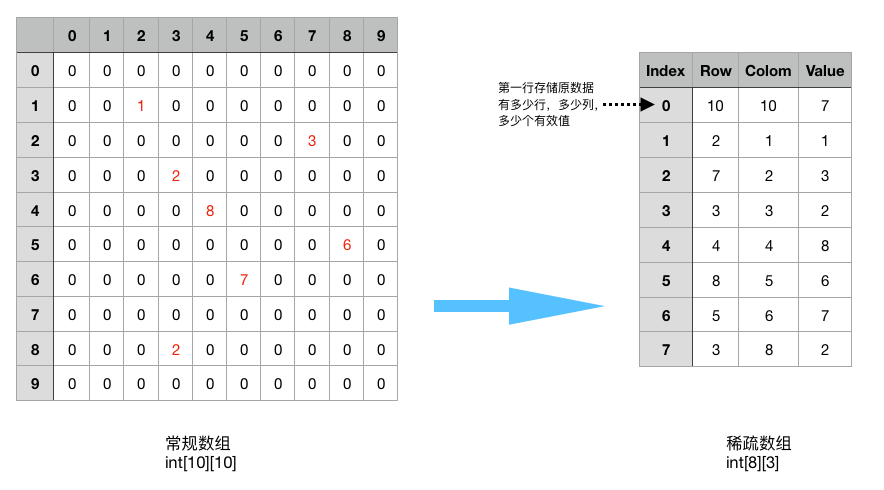 0 1 2 3 4 5 6 7 8 9
0 0 0 0 0 0 0 0 0 0 0
1 0 0 1 0 0 0 0 0 0 0
2 0 0 0 0 0 0 0 3 0 0
3 0 0 0 2 0 0 0 0 0 0
4 0 0 0 0 8 0 0 0 0 0
5 0 0 0 0 0 0 0 0 6 0
6 0 0 0 0 0 7 0 0 0 0
7 0 0 0 0 0 0 0 0 0 0
8 0 0 0 2 0 0 0 0 0 0
9 0 0 0 0 0 0 0 0 0 0
常规数组
int[10][10]
第一行存储原数据
有多少行，多少列，
多少个有效值
Index Row Colom Value
0 10 10 7
1 2 1 1
2 7 2 3
3 3 3 2
4 4 4 8
5 8 5 6
6 5 6 7
7 3 8 2
稀疏数组
int[8][3]